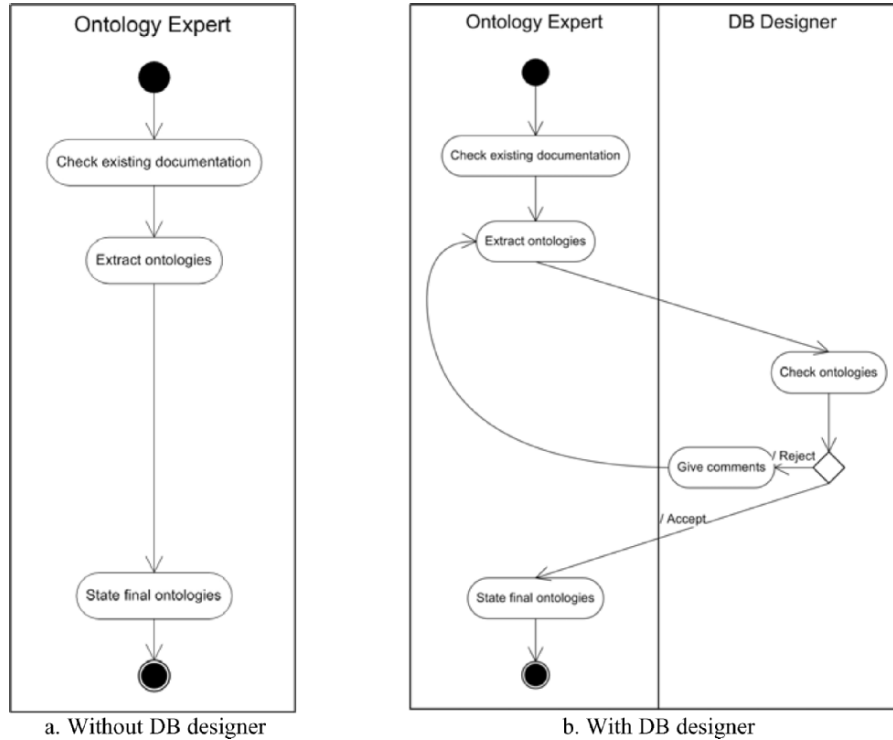 Ontology Expert
Check existing documentation
Extract ontologies
State final ontologies
a. Without DB designer
Ontology Expert
DB Designer
Check existing documentation
Extract ontologies
Check ontologies
/ Reject
Give comments
/ Accept
State final ontologies
b. With DB designer